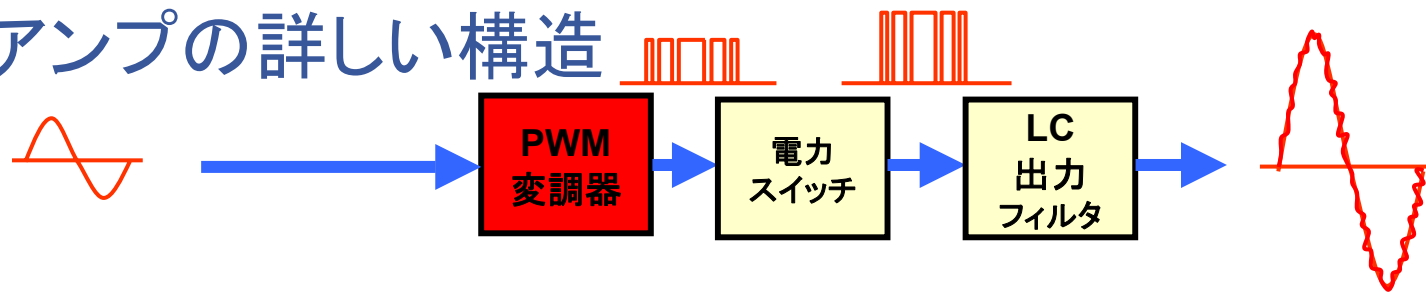 アンプの詳しい構造
PWM
変調器
電力
スイッチ
LC
出力
フィルタ